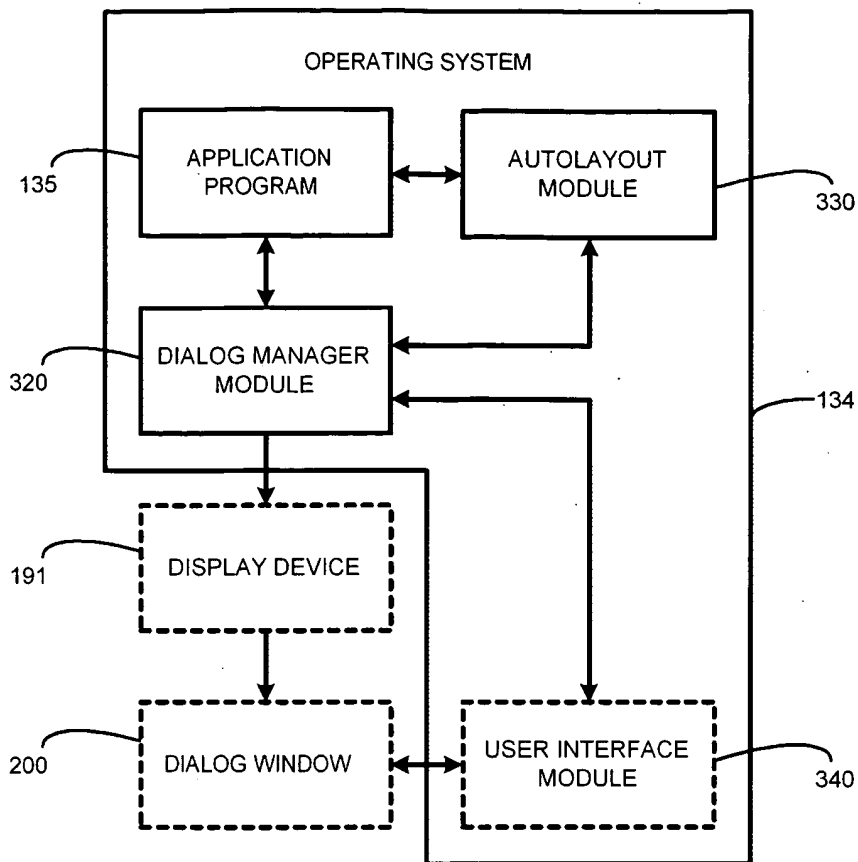 OPERATING SYSTEM
APPLICATION
PROGRAM
AUTOLAYOUT
MODULE
135
330
DIALOG MANAGER
MODULE
320
134
DISPLAY DEVICE
191
DIALOG WINDOW
USER INTERFACE
MODULE
200
340